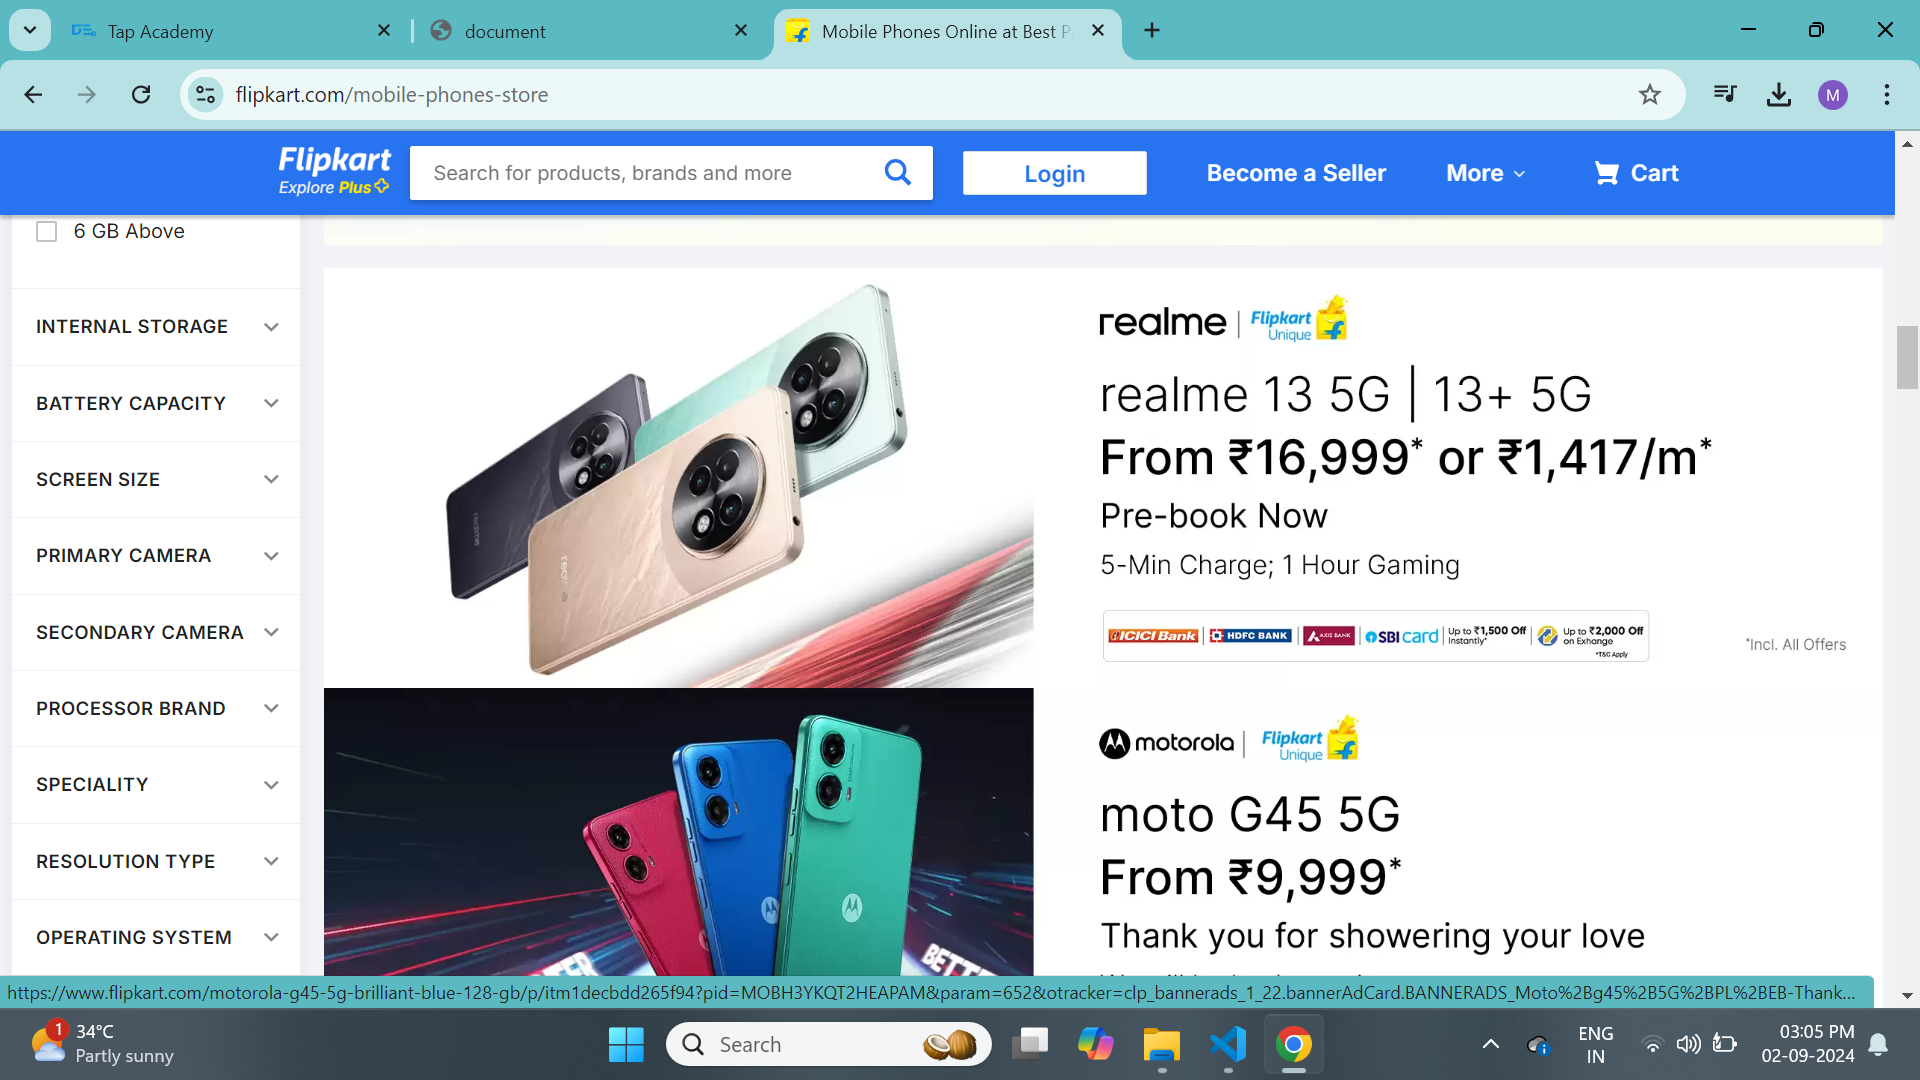 Tap Academy
document
Mobile Phones Online at Best P
flipkart.com/mobile-phones-store
M
Flipkart
Explore Plus
Search for products, brands and more
Login
Become a Seller
More
Cart
6 GB Above
INTERNAL STORAGE
BATTERY CAPACITY
SCREEN SIZE
PRIMARY CAMERA
SECONDARY CAMERA
PROCESSOR BRAND
SPECIALITY
RESOLUTION TYPE
OPERATING SYSTEM
realme | Flipkart Unique
realme 13 5G | 13+ 5G
From ₹16,999* or ₹1,417/m*
Pre-book Now
5-Min Charge; 1 Hour Gaming
ICICI Bank | HDFC BANK | AXIS BANK | SBI card | Up to ₹1,500 Off Instantly* | Up to ₹2,000 Off on Exhange
*T&C Apply
*Incl. All Offers
motorola | Flipkart Unique
moto G45 5G
From ₹9,999*
Thank you for showering your love
https://www.flipkart.com/motorola-g45-5g-brilliant-blue-128-gb/p/itm1decbdd265f94?pid=MOBH3YKQT2HEAPAM&param=652&otracker=clp_bannerads_1_22.bannerAdCard.BANNERADS_Moto%2Bg45%2B5G%2BPL%2BEB-Thank...
1
34°C
Partly sunny
Search
ENG
IN
03:05 PM
02-09-2024